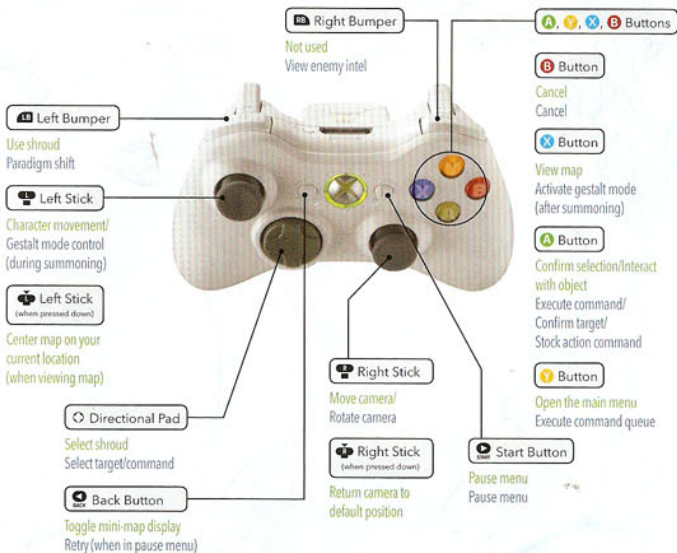 RB Right Bumper
Not used
View enemy intel
A, Y, X, B Buttons
B Button
Cancel
Cancel
X Button
View map
Activate gestalt mode
(after summoning)
A Button
Confirm selection/Interact
with object
Execute command/
Confirm target/
Stock action command
Y Button
Open the main menu
Execute command queue
LB Left Bumper
Use shroud
Paradigm shift
L Left Stick
Character movement/
Gestalt mode control
(during summoning)
L Left Stick
(when pressed down)
Center map on your
current location
(when viewing map)
Directional Pad
Select shroud
Select target/command
BACK Back Button
Toggle mini-map display
Retry (when in pause menu)
R Right Stick
Move camera/
Rotate camera
R Right Stick
(when pressed down)
Return camera to
default position
START Start Button
Pause menu
Pause menu
Y
X
B
A